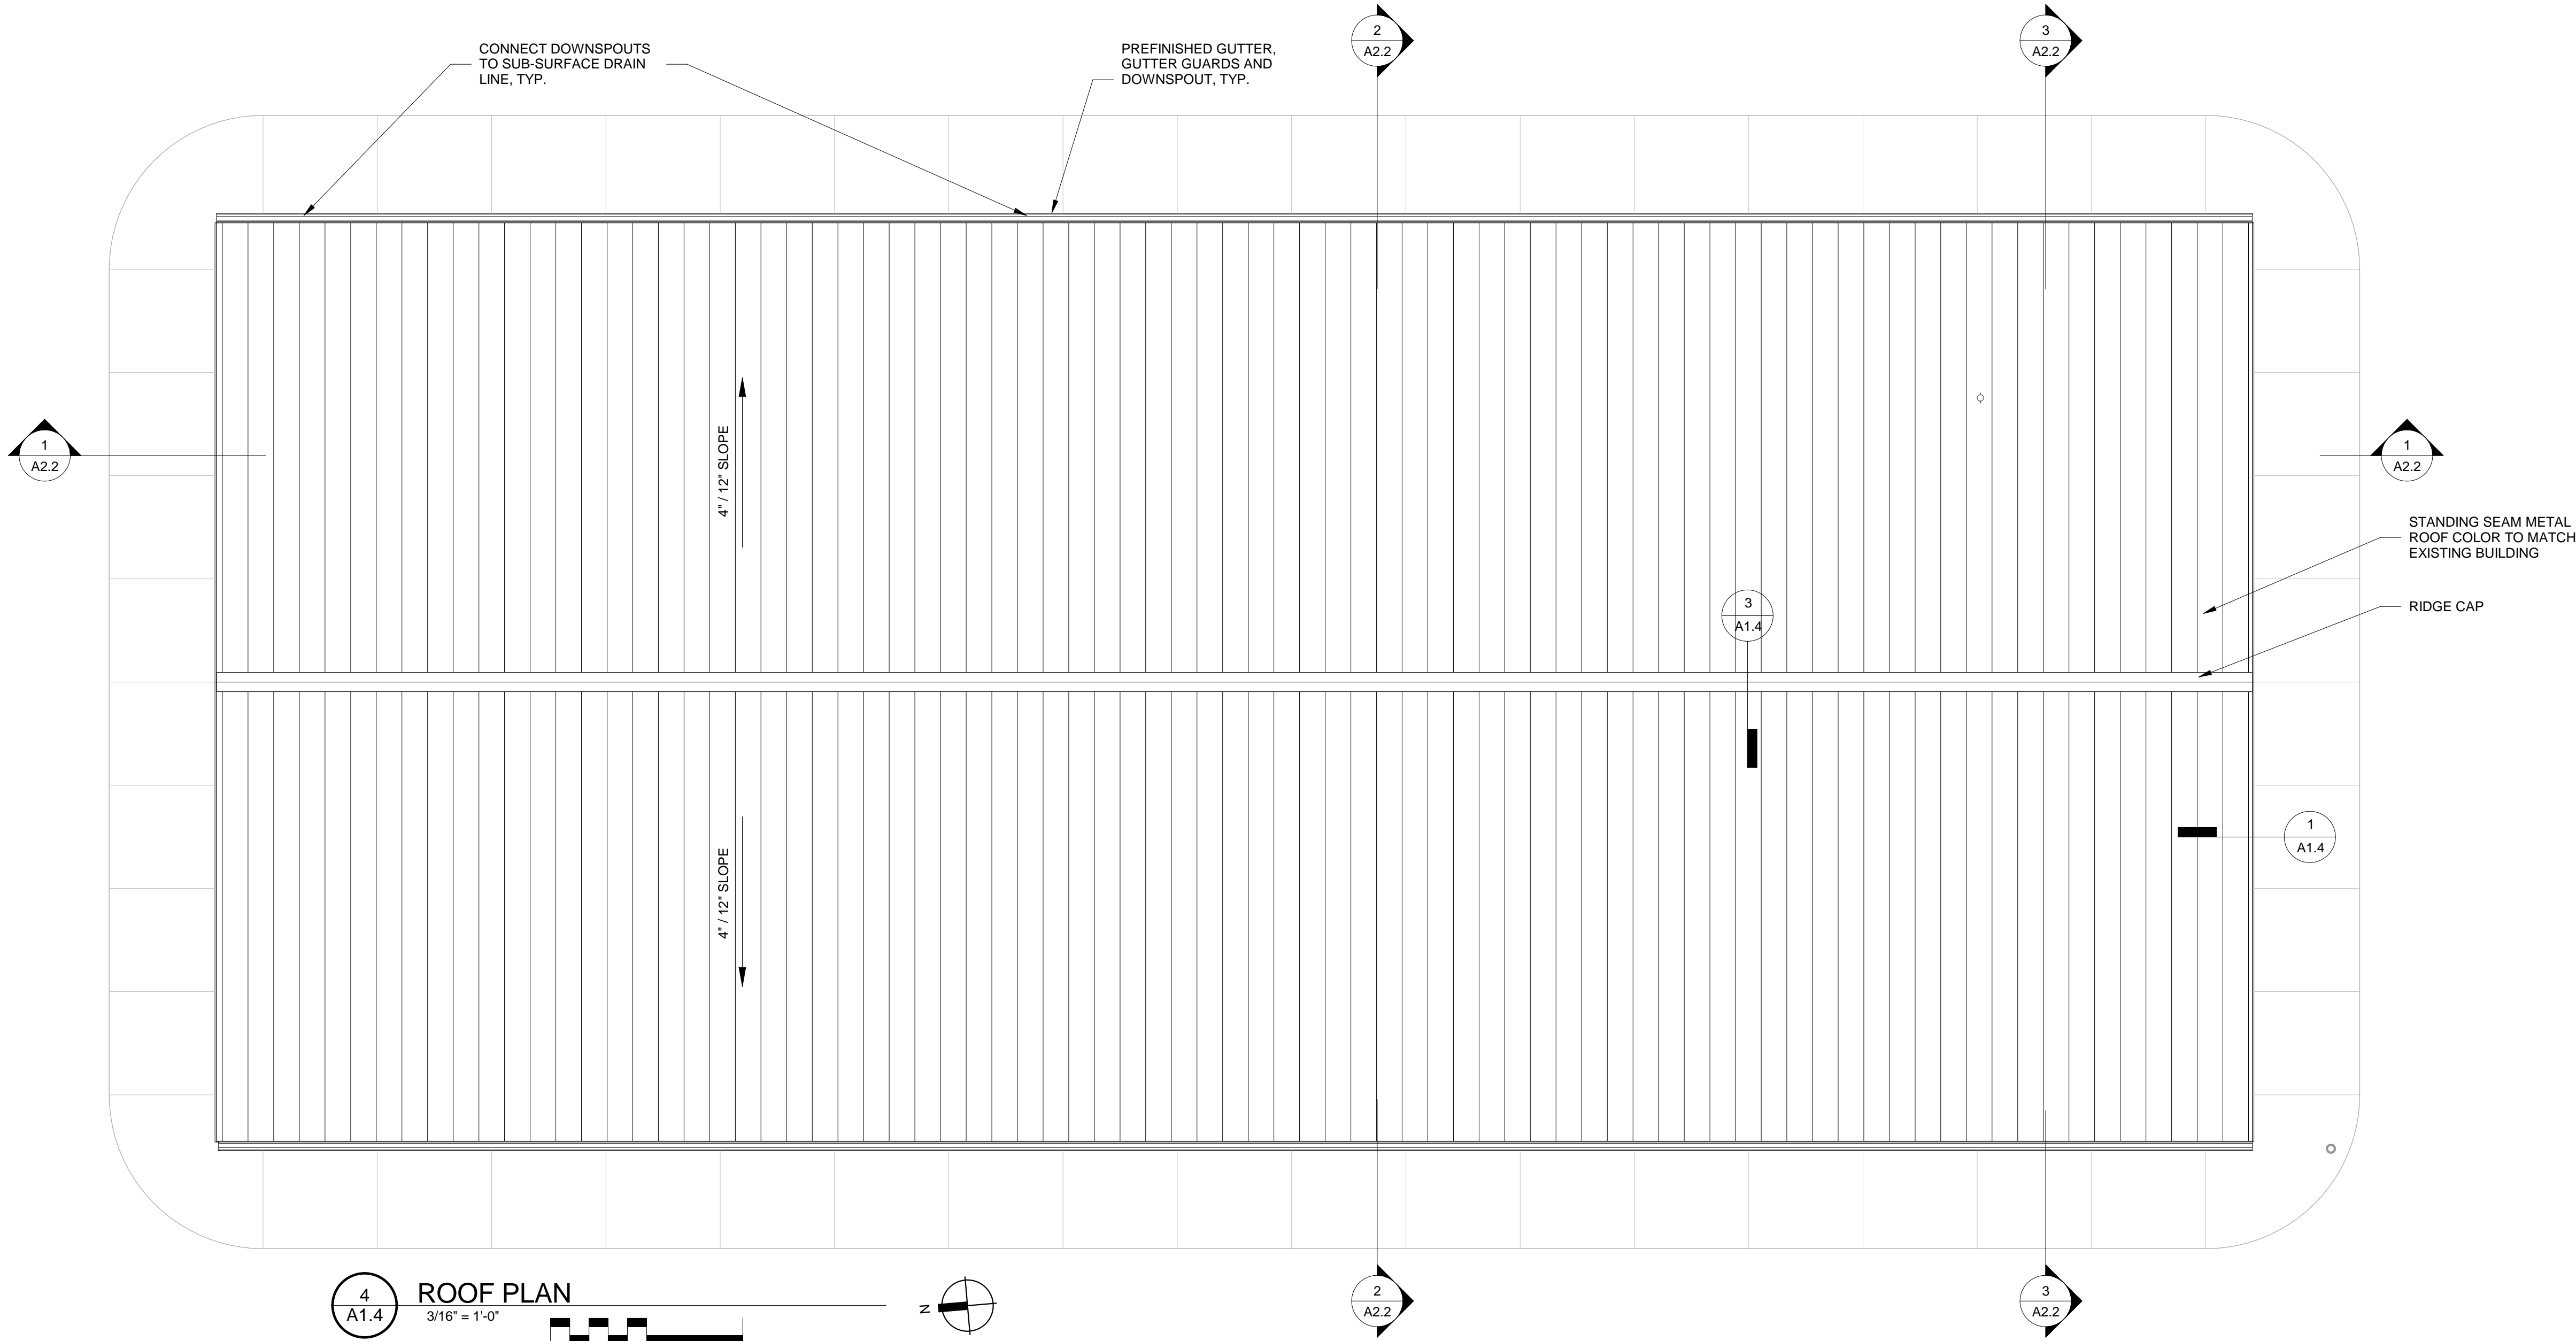 CONNECT DOWNSPOUTS
TO SUB-SURFACE DRAIN
LINE, TYP.
PREFINISHED GUTTER,
GUTTER GUARDS AND
DOWNSPOUT, TYP.
2
A2.2
3
A2.2
1
A2.2
4" / 12" SLOPE
1
A2.2
STANDING SEAM METAL
ROOF COLOR TO MATCH
EXISTING BUILDING
3
A1.4
RIDGE CAP
4" / 12" SLOPE
1
A1.4
4
A1.4
ROOF PLAN
3/16" = 1'-0"
N
2
A2.2
3
A2.2